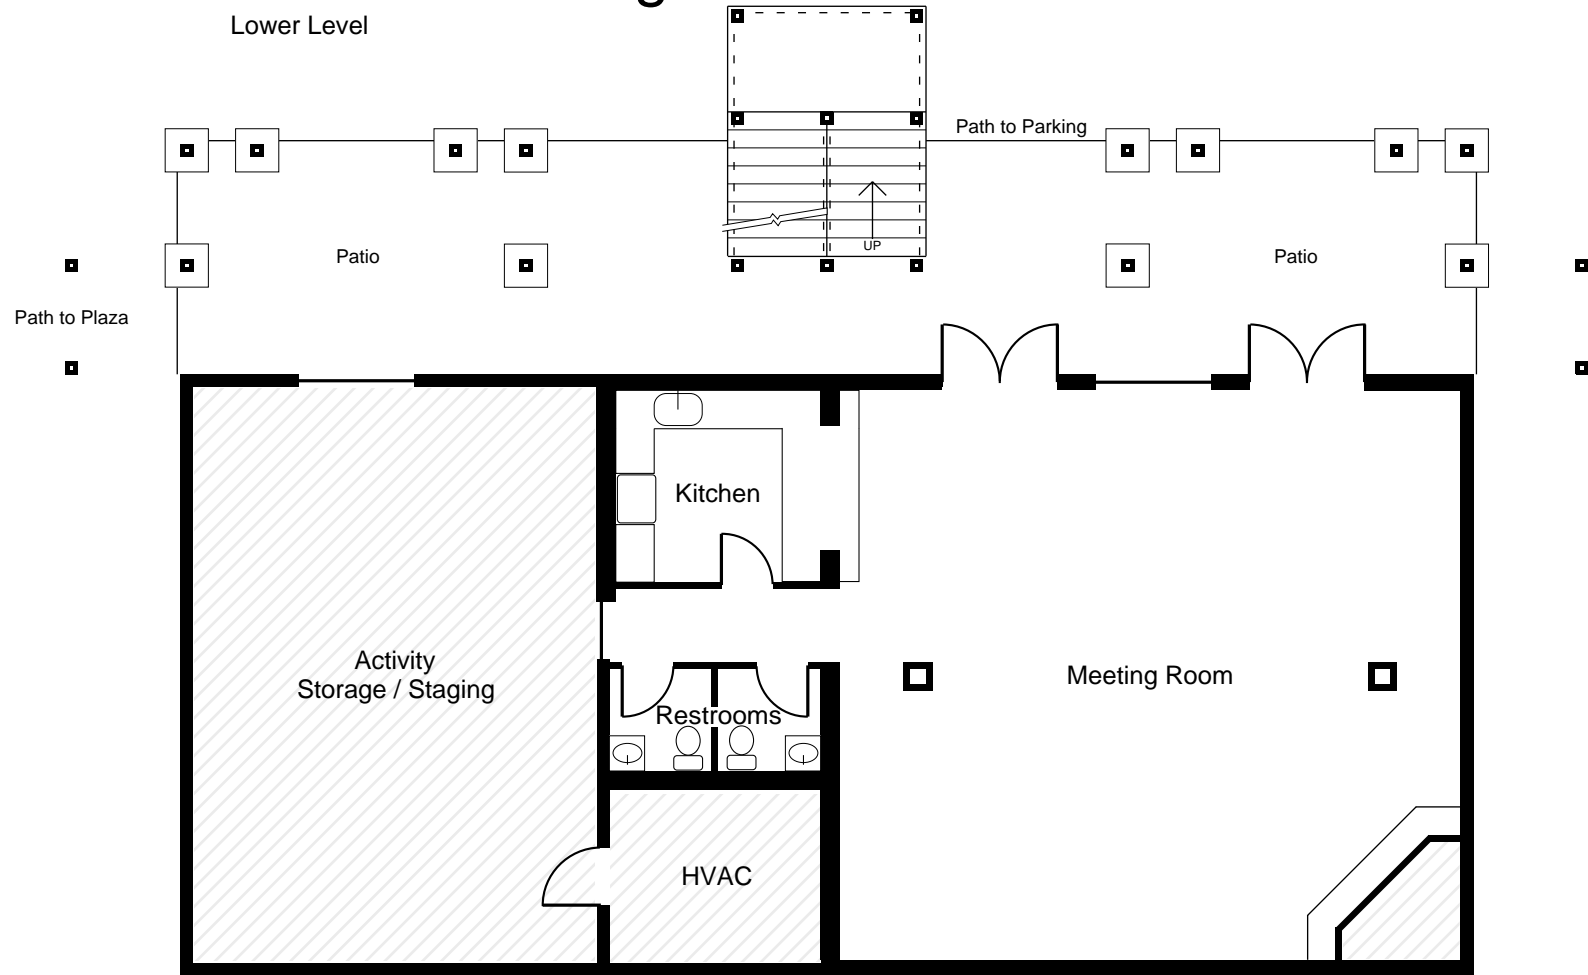 Lower Level
Path to Parking
UP
Patio
Patio
Path to Plaza
Kitchen
Activity
Storage / Staging
Meeting Room
Restrooms
HVAC